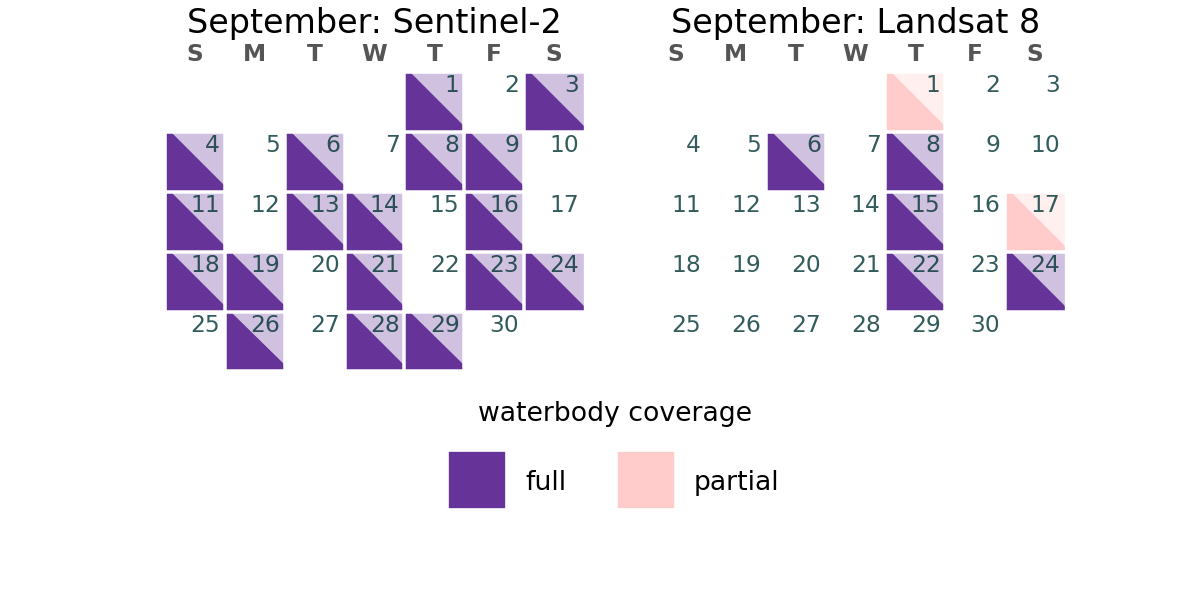 September: Sentinel-2
S M T W T F S
1 2 3
4 5 6 7 8 9 10
11 12 13 14 15 16 17
18 19 20 21 22 23 24
25 26 27 28 29 30
September: Landsat 8
S M T W T F S
1 2 3
4 5 6 7 8 9 10
11 12 13 14 15 16 17
18 19 20 21 22 23 24
25 26 27 28 29 30
waterbody coverage
full partial